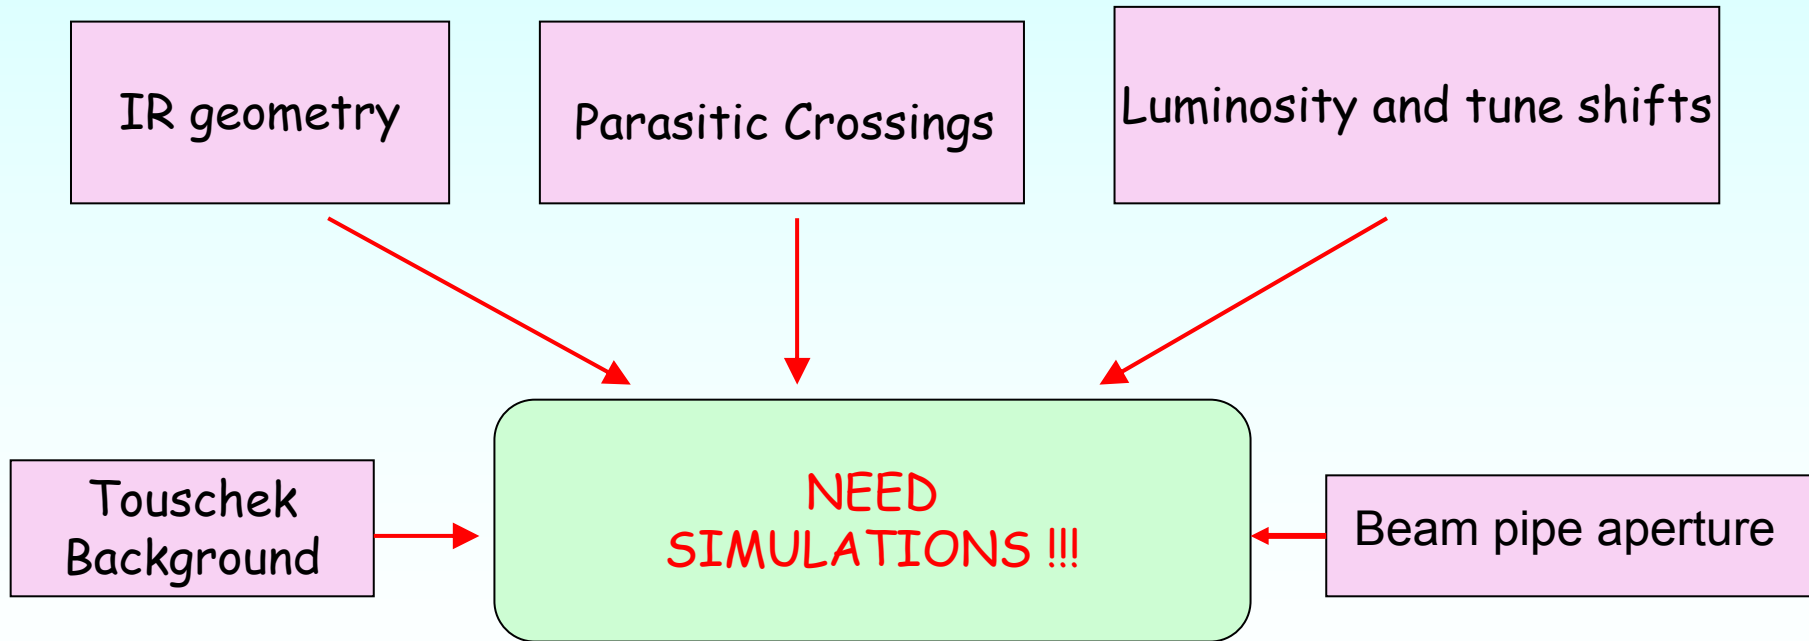 IR geometry
Parasitic Crossings
Luminosity and tune shifts
Touschek
Background
NEED
SIMULATIONS !!!
Beam pipe aperture